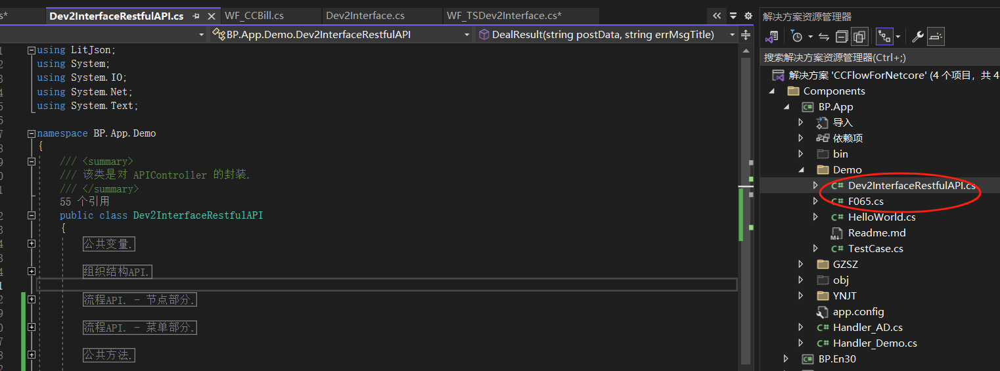 s*
Dev2InterfaceRestfulAPI.cs
WF_CCBill.cs
Dev2Interface.cs
WF_TSDev2Interface.cs*
BP.App.Demo.Dev2InterfaceRestfulAPI
DealResult(string postData, string errMsgTitle)
using LitJson;
using System;
using System.IO;
using System.Net;
using System.Text;
namespace BP.App.Demo
{
/// <summary>
/// 该类是对 APIController 的封装.
/// </summary>
55 个引用
public class Dev2InterfaceRestfulAPI
{
公共变量.
组织结构API.
流程API. - 节点部分.
流程API. - 菜单部分.
公共方法.
解决方案资源管理器
搜索解决方案资源管理器(Ctrl+;)
解决方案 'CCFlowForNetcore' (4 个项目, 共 4
Components
BP.App
导入
依赖项
bin
Demo
Dev2InterfaceRestfulAPI.cs
F065.cs
HelloWorld.cs
Readme.md
TestCase.cs
GZSZ
obj
YNJT
app.config
Handler_AD.cs
Handler_Demo.cs
BP.En30